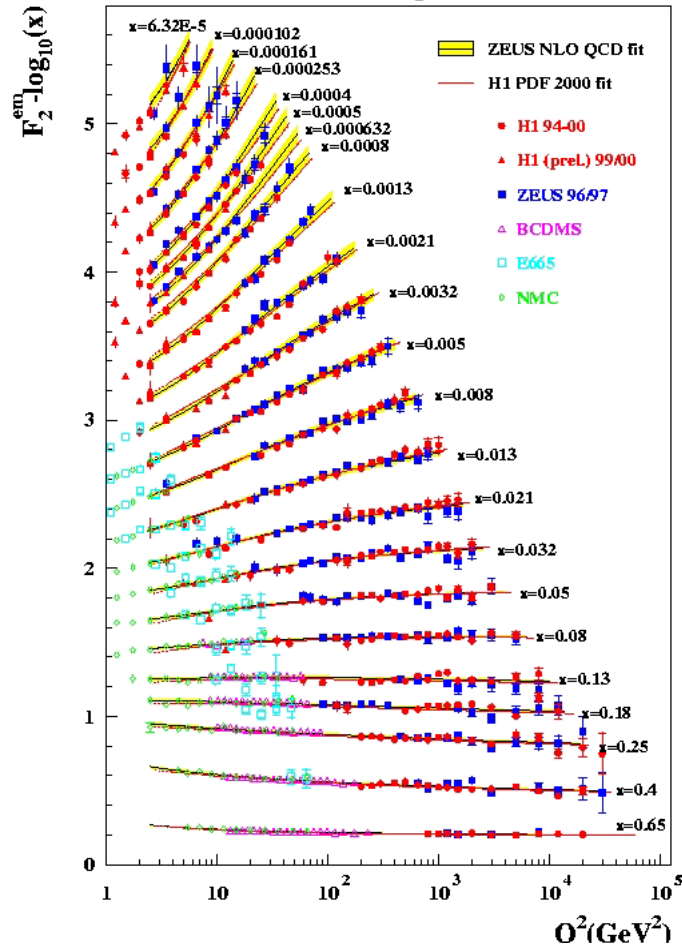 F₂ᵉᵐ-log₁₀(x)
x=6.32E-5
x=0.000102
x=0.000161
x=0.000253
x=0.0004
x=0.0005
x=0.000632
x=0.0008
x=0.0013
x=0.0021
x=0.0032
x=0.005
x=0.008
x=0.013
x=0.021
x=0.032
x=0.05
x=0.08
x=0.13
x=0.18
x=0.25
x=0.4
x=0.65
ZEUS NLO QCD fit
H1 PDF 2000 fit
H1 94-00
H1 (prel.) 99/00
ZEUS 96/97
BCDMS
E665
NMC
5
4
3
2
1
0
1 10 10² 10³ 10⁴ 10⁵
Q²(GeV²)